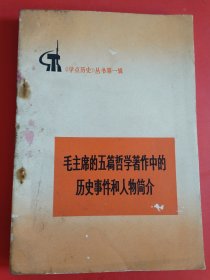 《学点历史》丛书第一辑
毛主席的五篇哲学著作中的
历史事件和人物简介